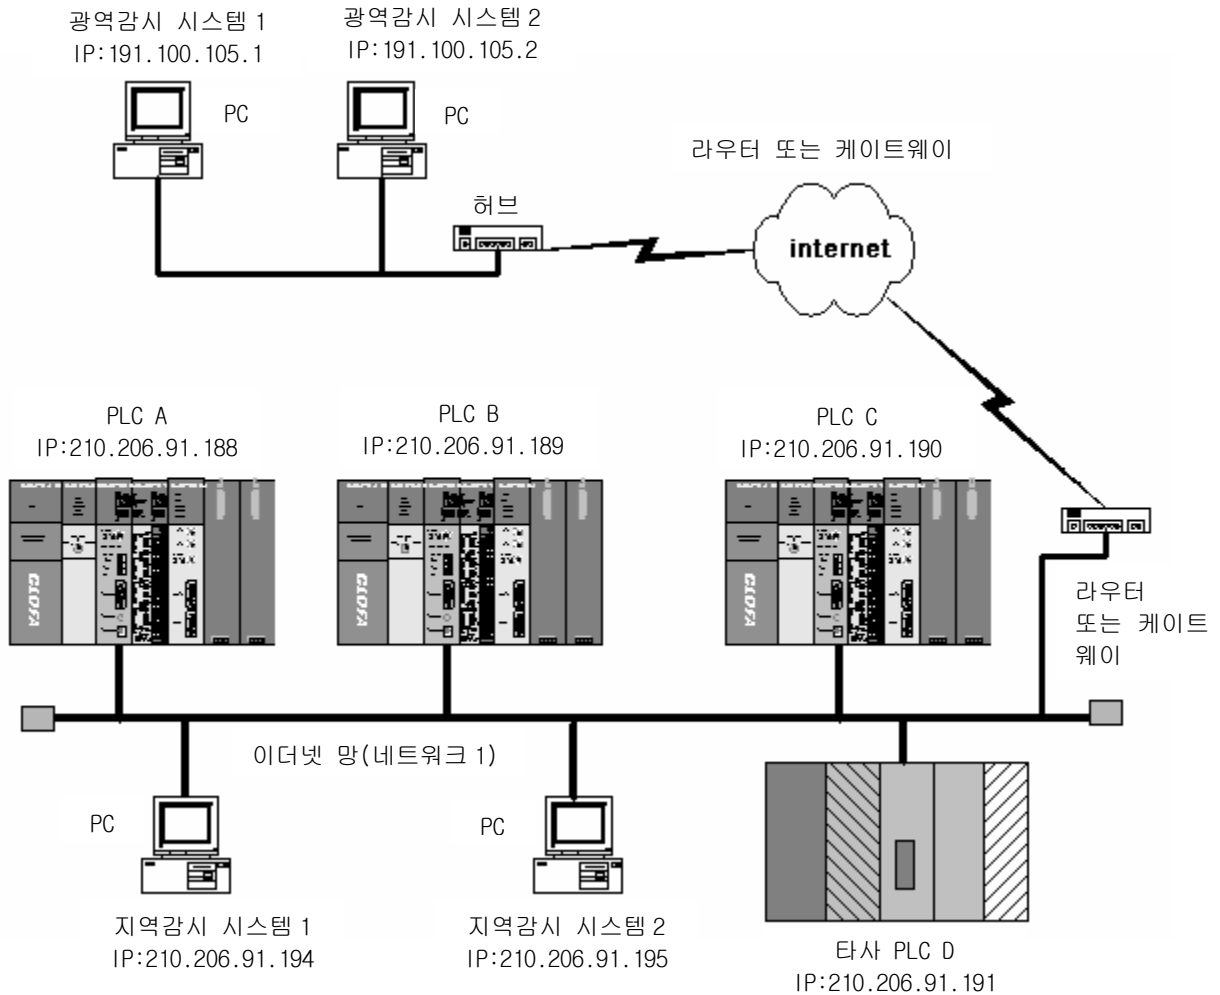 광역감시 시스템 1
IP:191.100.105.1
광역감시 시스템 2
IP:191.100.105.2
PC
PC
라우터 또는 케이트웨이
허브
internet
PLC A
IP:210.206.91.188
PLC B
IP:210.206.91.189
PLC C
IP:210.206.91.190
GLOFA
GLOFA
GLOFA
라우터
또는 케이트
웨이
이더넷 망(네트워크 1)
PC
PC
지역감시 시스템 1
IP:210.206.91.194
지역감시 시스템 2
IP:210.206.91.195
타사 PLC D
IP:210.206.91.191